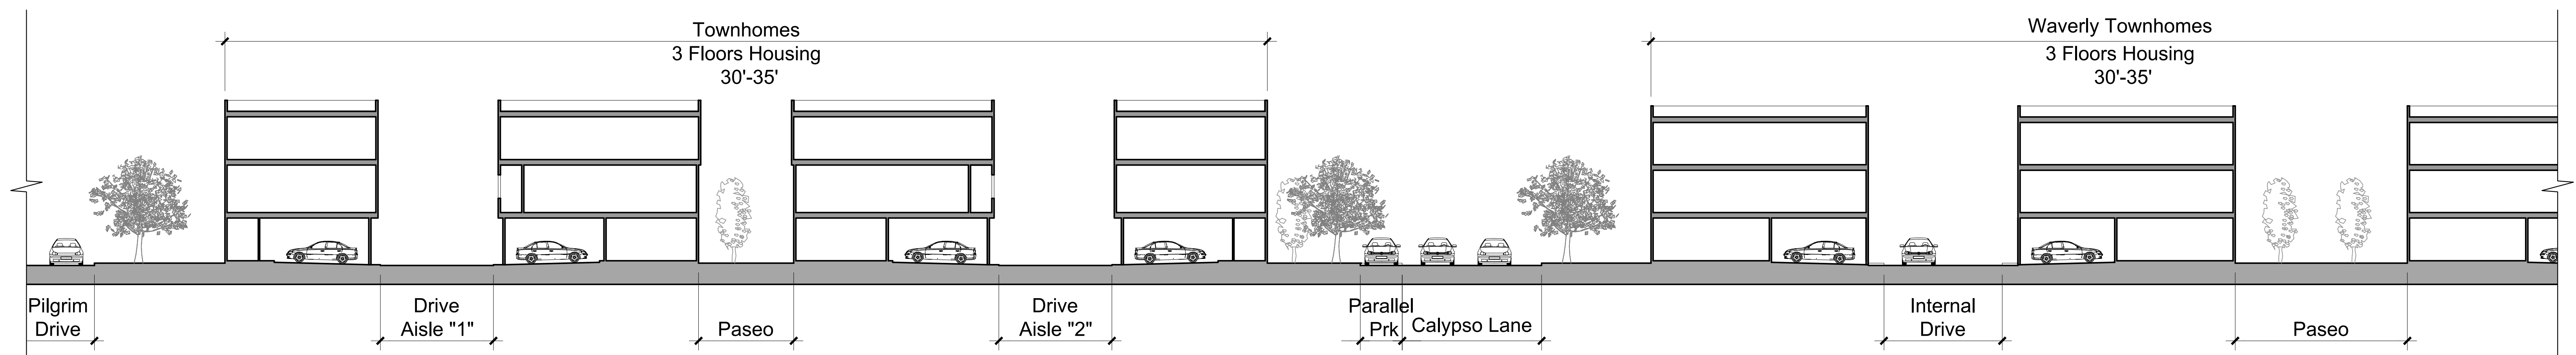 Townhomes
3 Floors Housing
30'-35'
Waverly Townhomes
3 Floors Housing
30'-35'
Pilgrim
Drive
Drive
Aisle "1"
Paseo
Drive
Aisle "2"
Parallel
Prk
Calypso Lane
Internal
Drive
Paseo